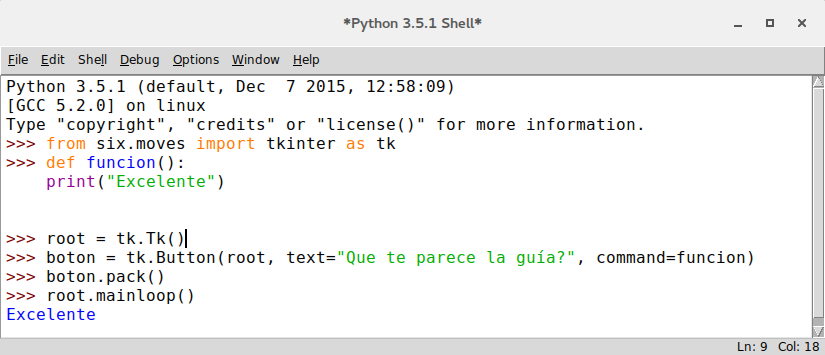 *Python 3.5.1 Shell*
File Edit Shell Debug Options Window Help
Python 3.5.1 (default, Dec  7 2015, 12:58:09)
[GCC 5.2.0] on linux
Type "copyright", "credits" or "license()" for more information.
>>> from six.moves import tkinter as tk
>>> def funcion():
    print("Excelente")
>>> root = tk.Tk()
>>> boton = tk.Button(root, text="Que te parece la guía?", command=funcion)
>>> boton.pack()
>>> root.mainloop()
Excelente
Ln: 9 Col: 18